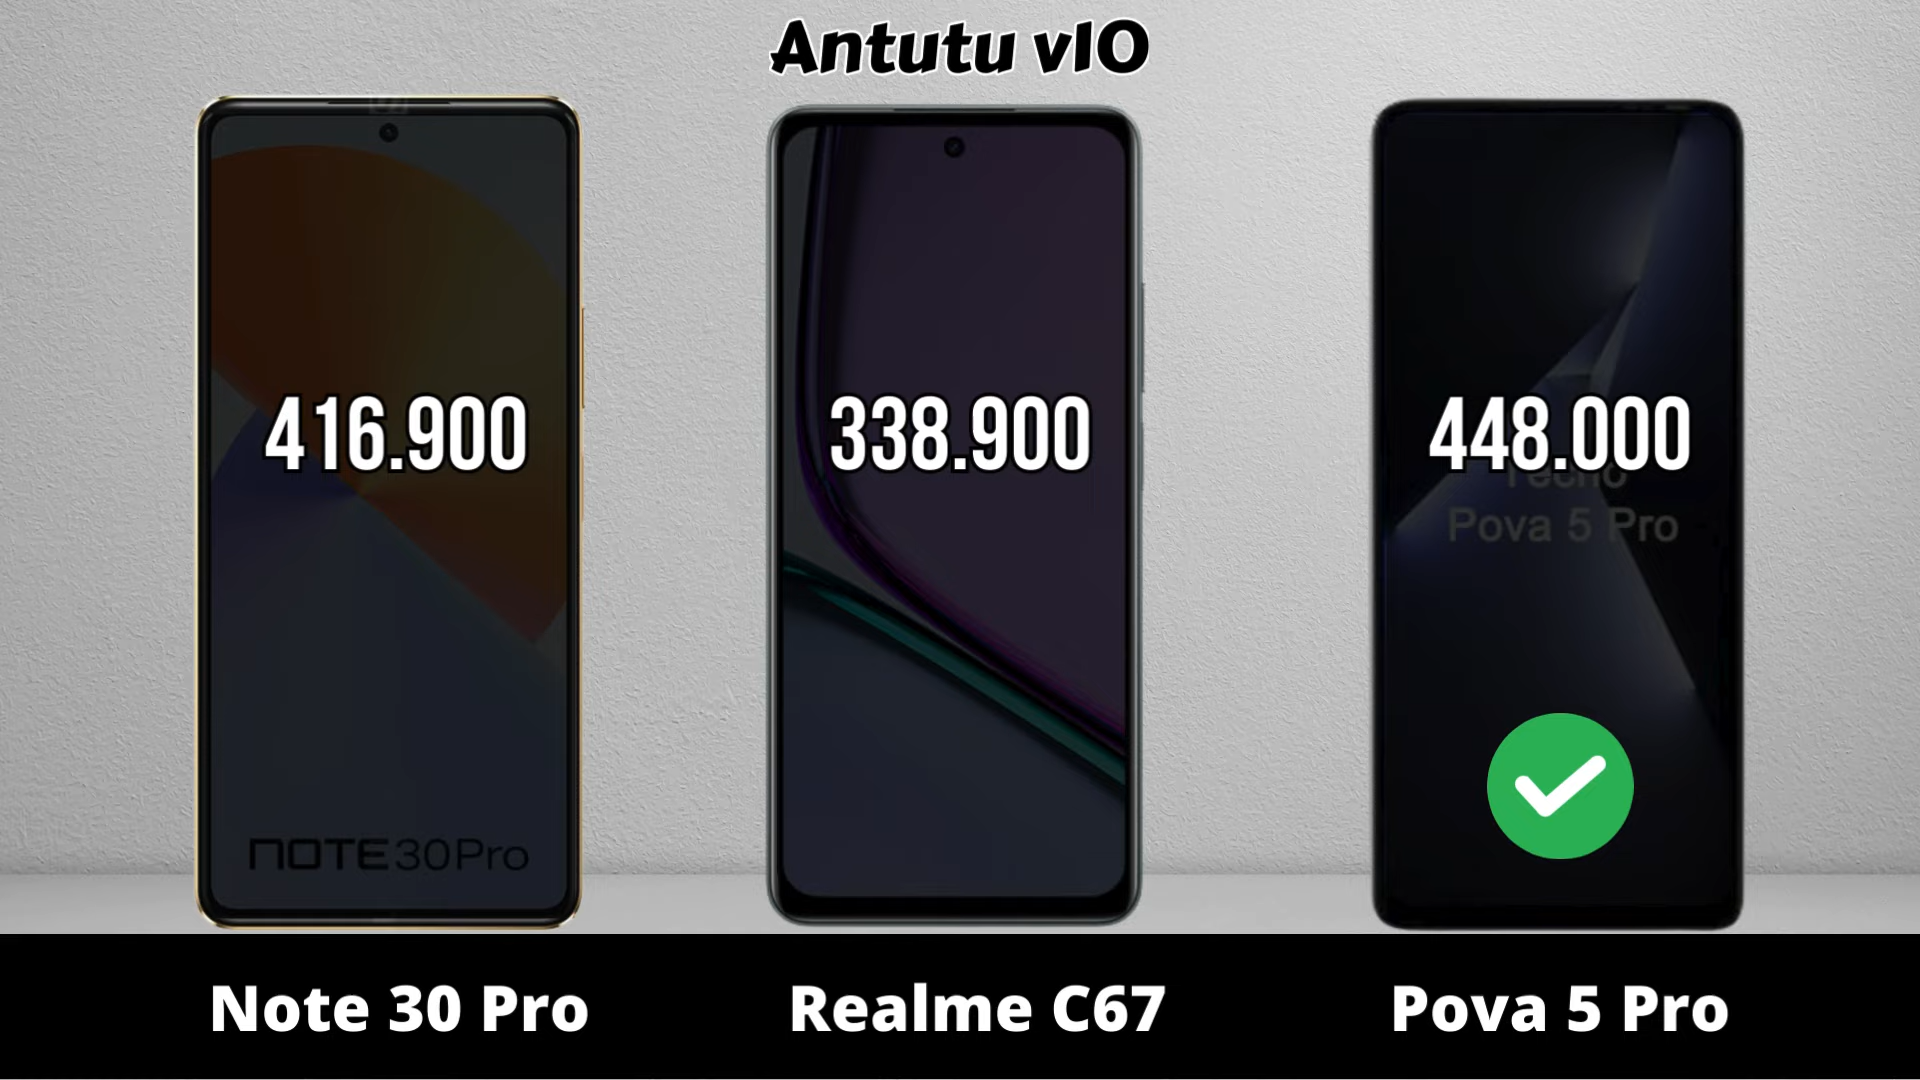 Antutu v10
416.900
338.900
448.000
Tecno
Pova 5 Pro
NOTE30Pro
Note 30 Pro
Realme C67
Pova 5 Pro